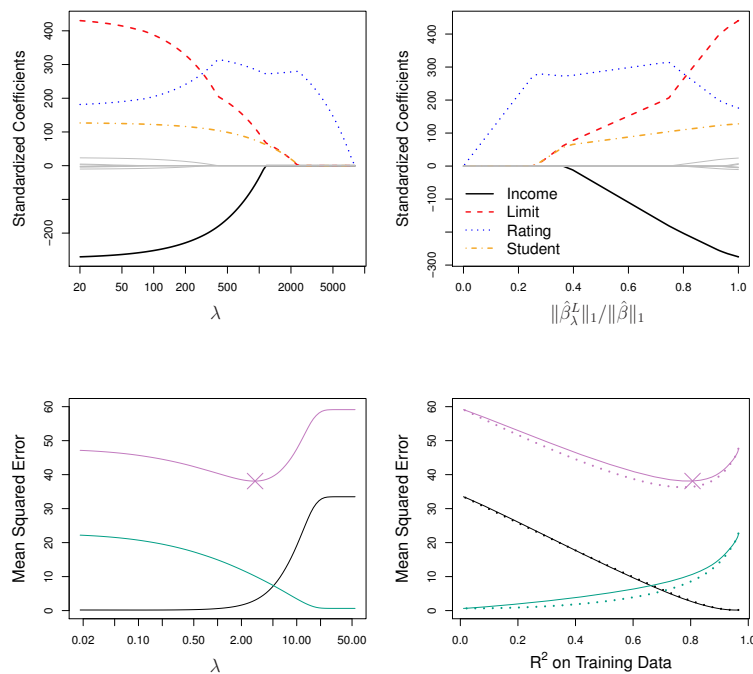 Standardized Coefficients
−200 0 100 200 300 400
20 50 100 200 500 2000 5000
λ
Standardized Coefficients
−300 −100 0 100 200 300 400
Income
Limit
Rating
Student
0.0 0.2 0.4 0.6 0.8 1.0
‖β̂ᴸ_λ‖₁/‖β̂‖₁
Mean Squared Error
0 10 20 30 40 50 60
0.02 0.10 0.50 2.00 10.00 50.00
λ
Mean Squared Error
0 10 20 30 40 50 60
0.0 0.2 0.4 0.6 0.8 1.0
R² on Training Data